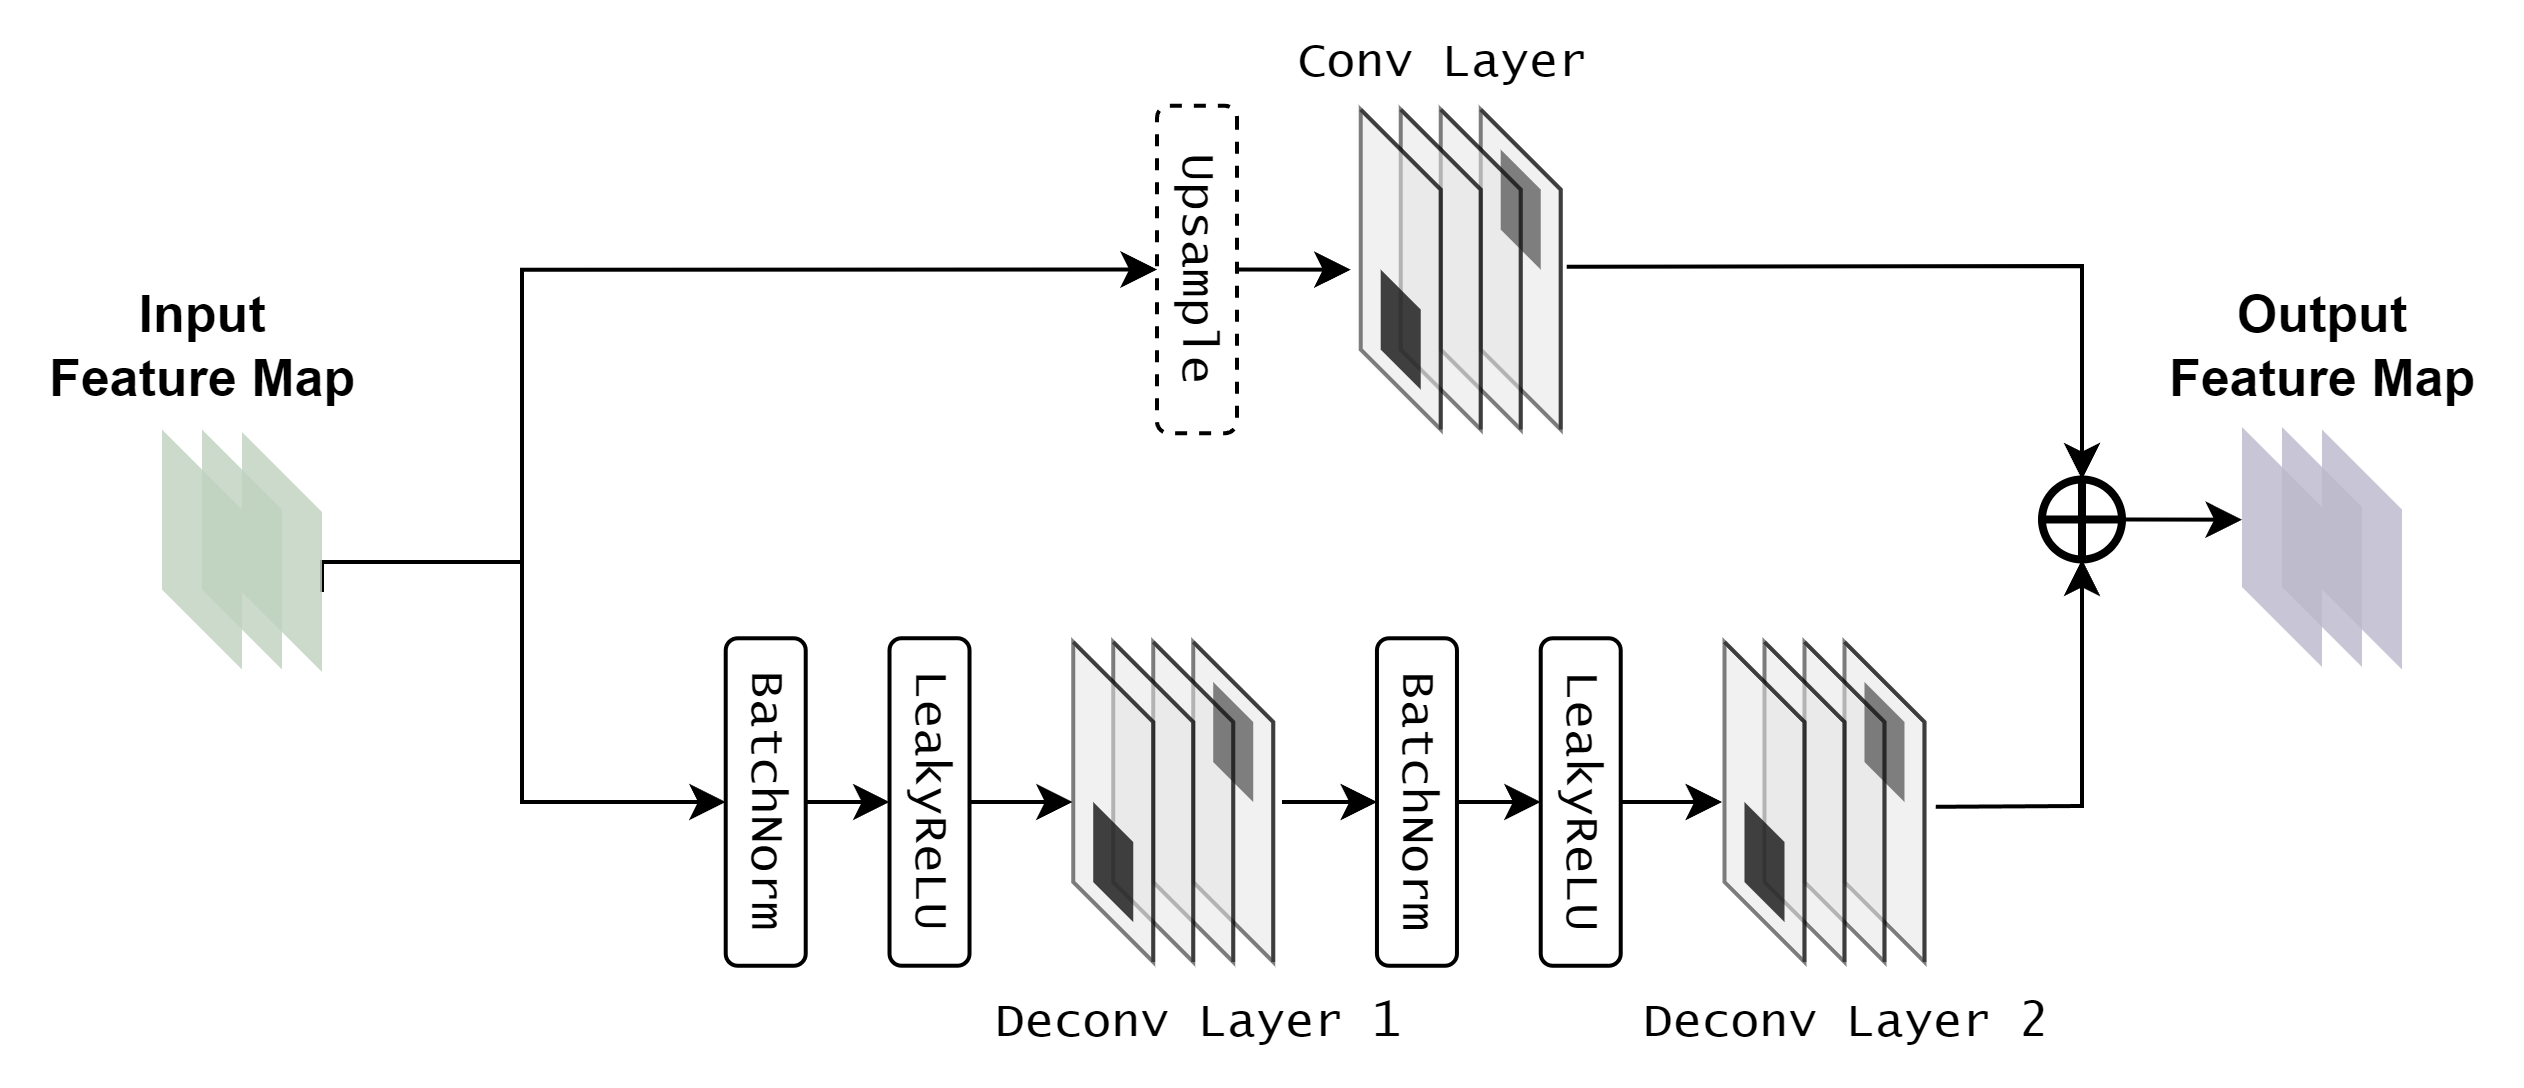 Conv Layer
Upsample
Input
Feature Map
Output
Feature Map
BatchNorm
LeakyReLU
BatchNorm
LeakyReLU
Deconv Layer 1
Deconv Layer 2